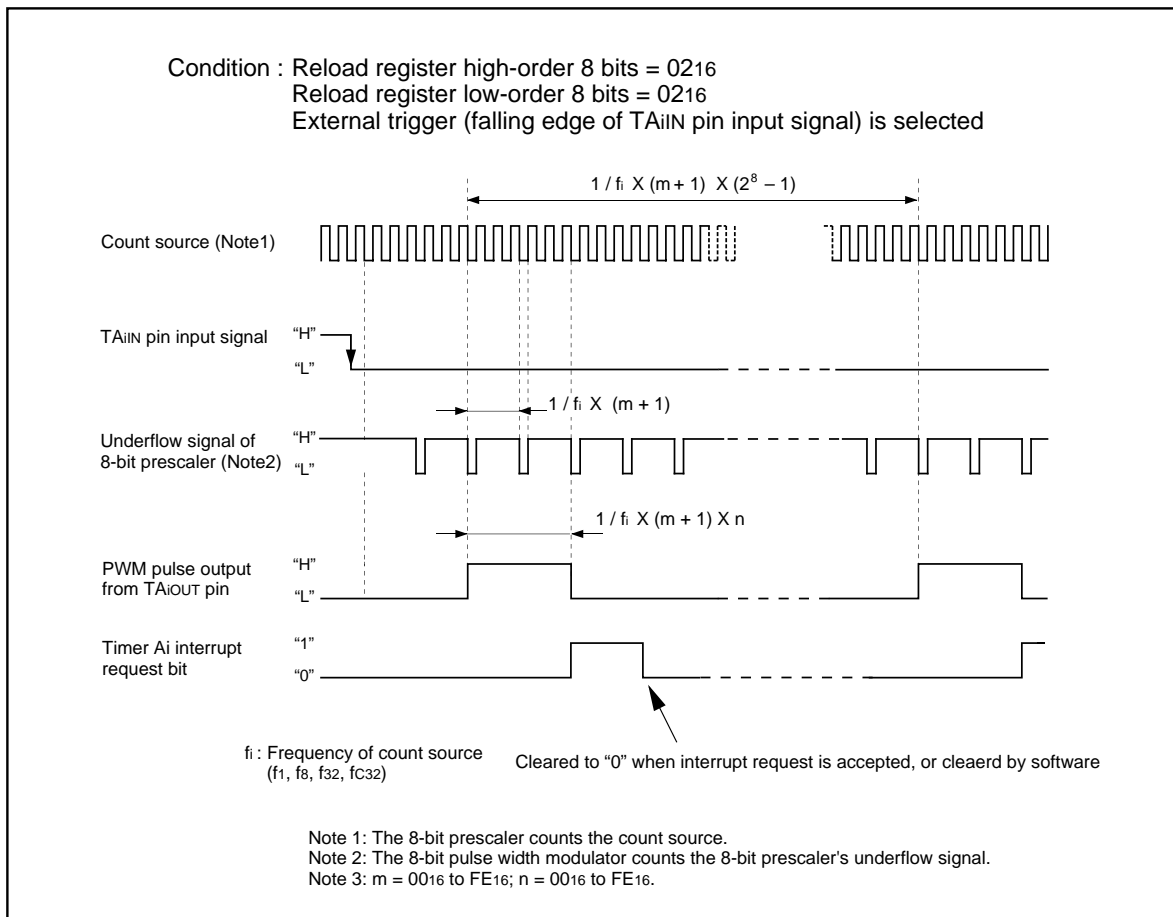 Condition : Reload register high-order 8 bits = 0216
Reload register low-order 8 bits = 0216
External trigger (falling edge of TAiIN pin input signal) is selected
1 / fi X (m + 1) X (2⁸ – 1)
Count source (Note1)
TAiIN pin input signal
“H”
“L”
1 / fi X (m + 1)
Underflow signal of
8-bit prescaler (Note2)
“H”
“L”
1 / fi X (m + 1) X n
PWM pulse output
from TAiOUT pin
“H”
“L”
Timer Ai interrupt
request bit
“1”
“0”
fi : Frequency of count source
(f1, f8, f32, fC32)
Cleared to “0” when interrupt request is accepted, or cleaerd by software
Note 1: The 8-bit prescaler counts the count source.
Note 2: The 8-bit pulse width modulator counts the 8-bit prescaler's underflow signal.
Note 3: m = 0016 to FE16; n = 0016 to FE16.